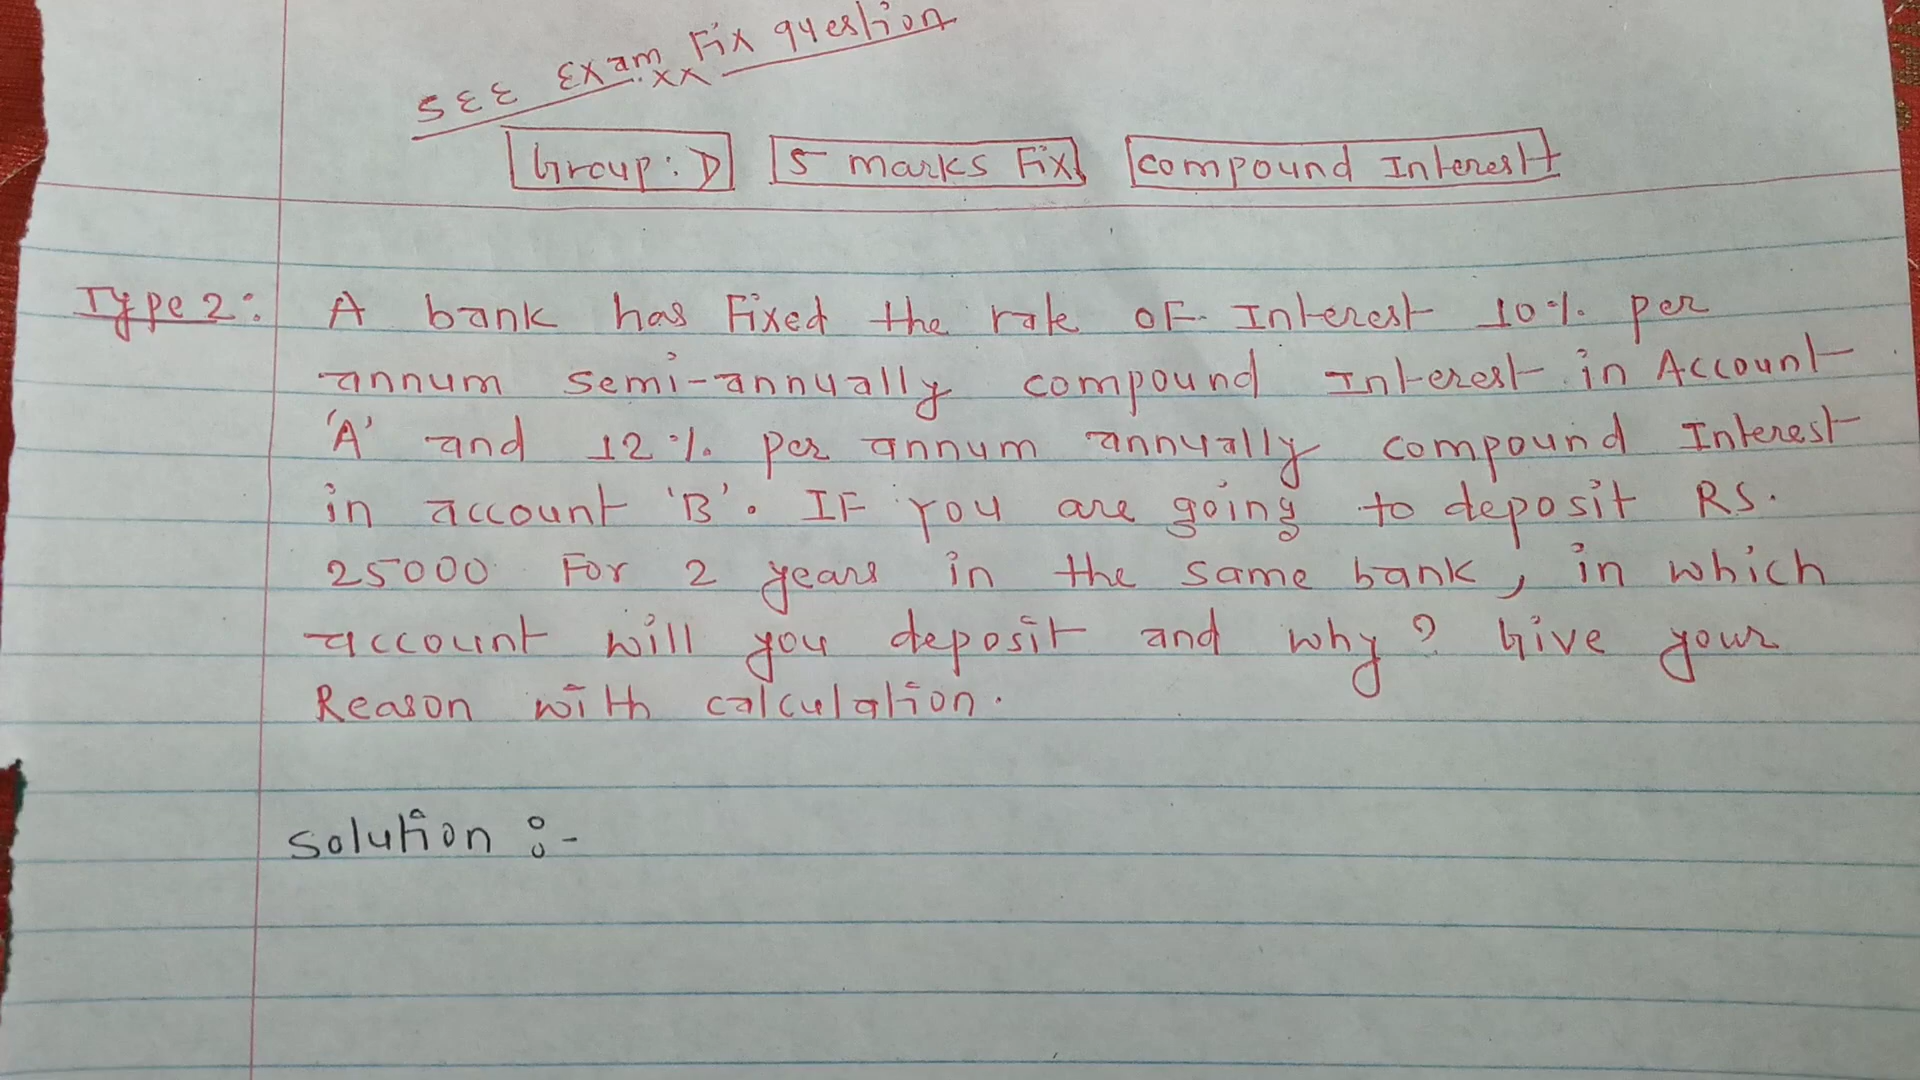 SEE Exam Fix question
xx
Group: D 5 marks Fix compound Interest
Type 2: A bank has Fixed the rate OF Interest 10% per
annum semi-annually compound Interest in Account
'A' and 12% per annum annually compound Interest
in account 'B'. IF you are going to deposit RS.
25000 For 2 years in the same bank, in which
account will you deposit and why? Give your
Reason with calculation.
Solution :-